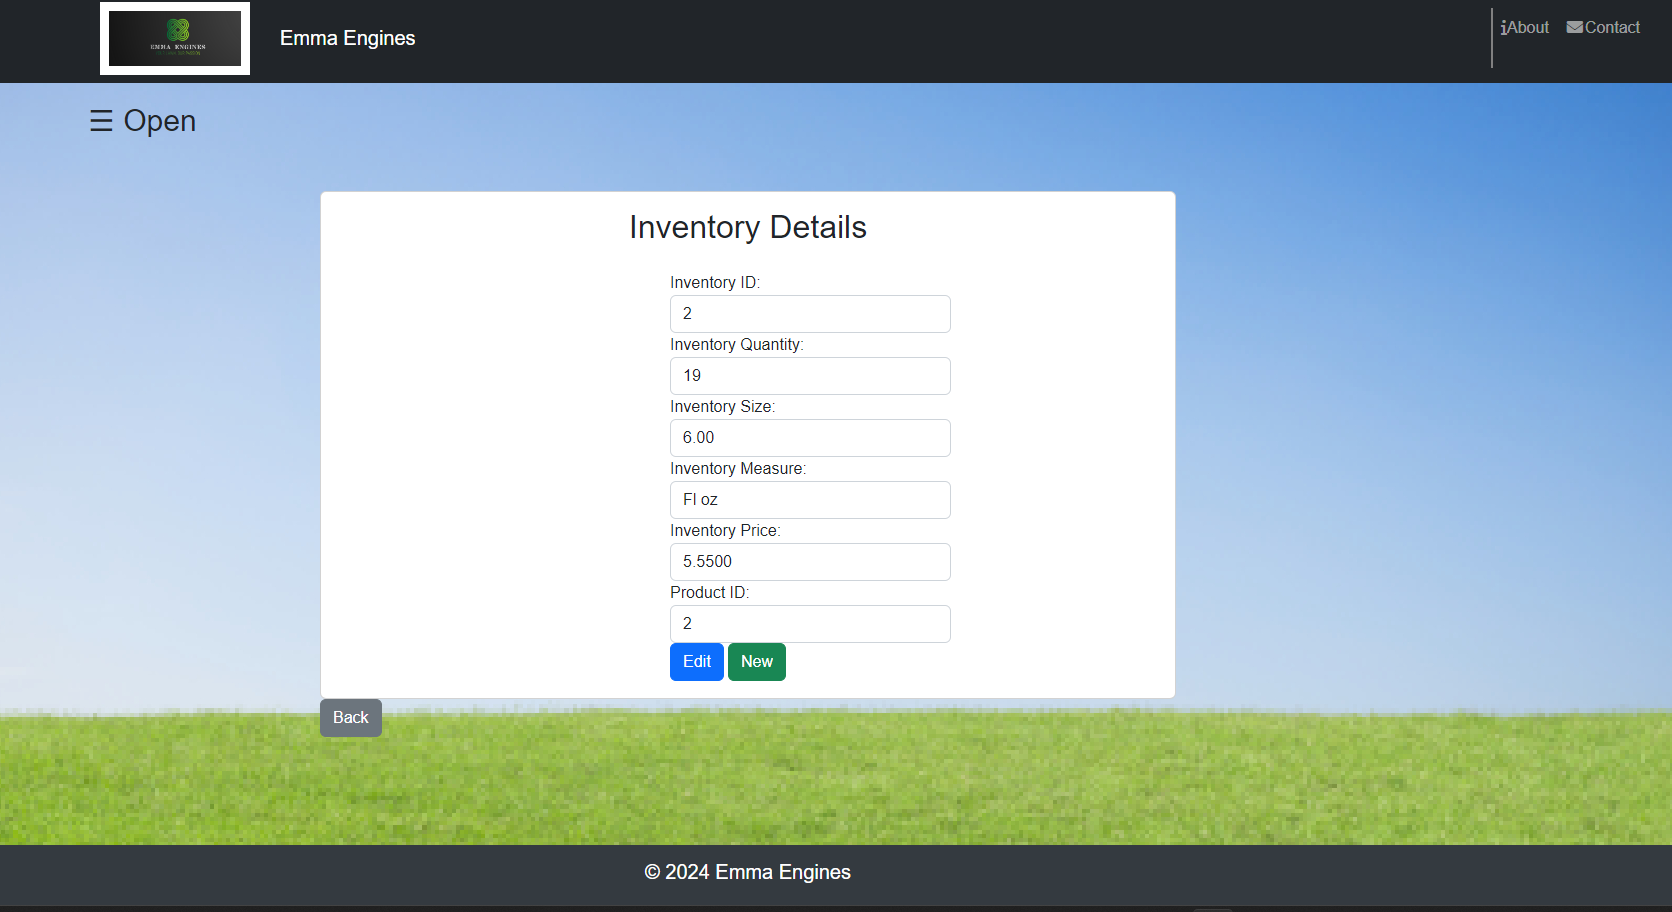 EMMA ENGINES
Emma Engines
About
Contact
☰ Open
Inventory Details
Inventory ID:
2
Inventory Quantity:
19
Inventory Size:
6.00
Inventory Measure:
Fl oz
Inventory Price:
5.5500
Product ID:
2
Edit New
Back
© 2024 Emma Engines